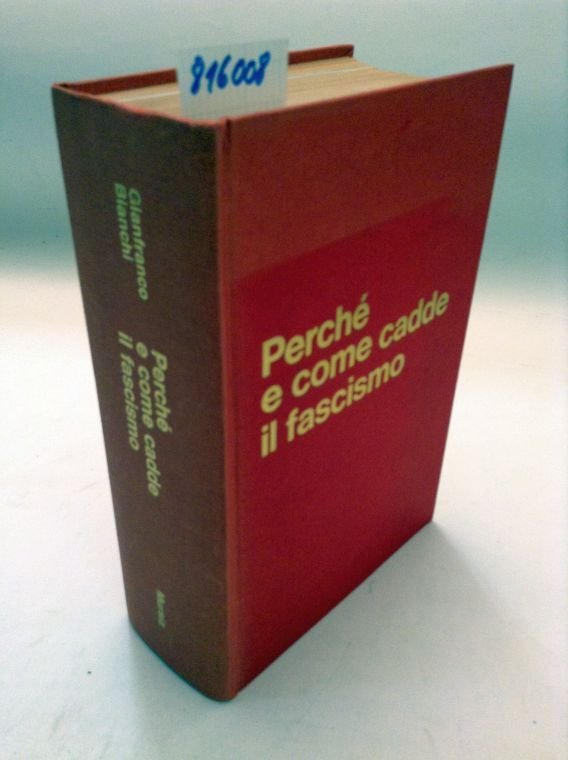 816008
Gianfranco
Bianchi
Perché
e come cadde
il fascismo
Mursia
Perché
e come cadde
il fascismo